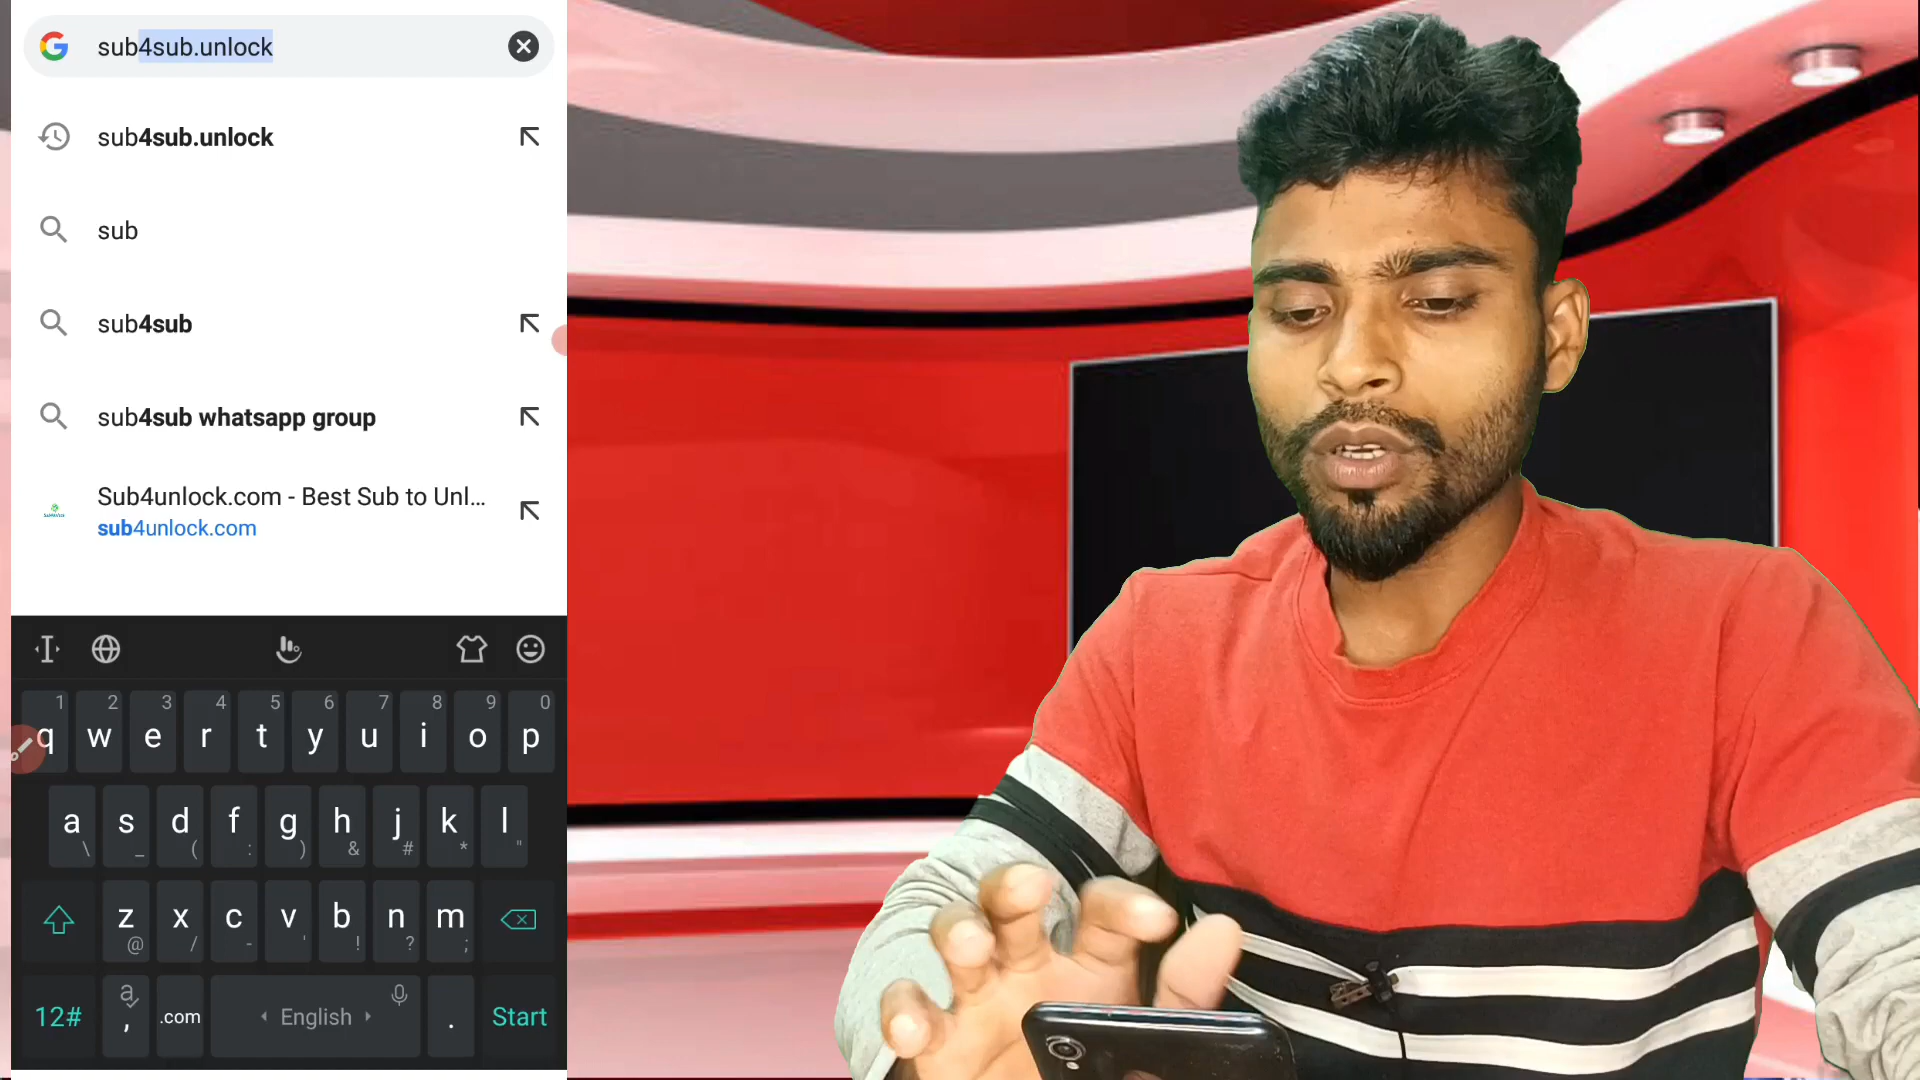 sub4sub.unlock
sub4sub.unlock
sub
sub4sub
sub4sub whatsapp group
Sub4unlock.com - Best Sub to Unl...
sub4unlock.com
1 2 3 4 5 6 7 8 9 0
q w e r t y u i o p
a s d f g h j k l
\ _ ( : ) & # * "
z x c v b n m
@ / - ' ! ? ;
12# , .com English . Start